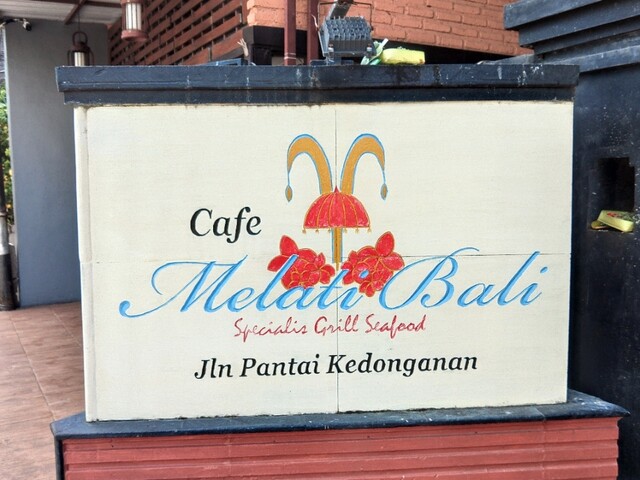 Cafe
Melati Bali
Specialis Grill Seafood
Jln Pantai Kedonganan